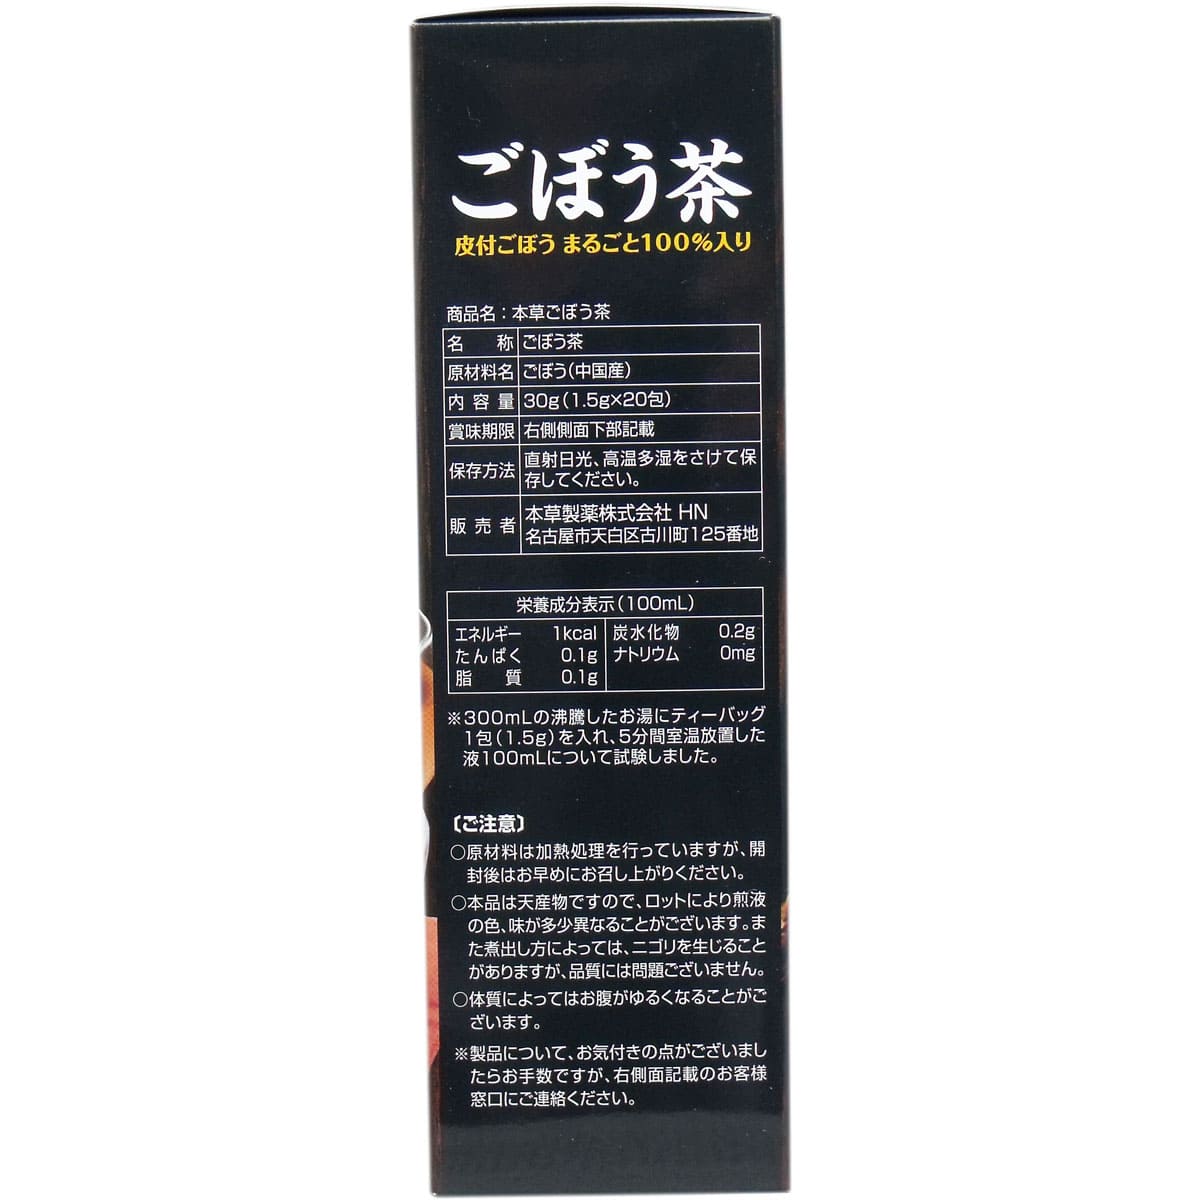 ごぼう茶
皮付ごぼう まるごと100%入り
商品名：本草ごぼう茶
名 称 ごぼう茶
原材料名 ごぼう(中国産)
内容量 30g(1.5g×20包)
賞味期限 右側側面下部記載
保存方法 直射日光、高温多湿をさけて保
存してください。
販売者 本草製薬株式会社 HN
名古屋市天白区古川町125番地
栄養成分表示(100mL)
エネルギー 1kcal 炭水化物 0.2g
たんぱく 0.1g ナトリウム 0mg
脂 質 0.1g
※300mLの沸騰したお湯にティーバッグ
1包(1.5g)を入れ、5分間室温放置した
液100mLについて試験しました。
〔ご注意〕
○原材料は加熱処理を行っていますが、開
封後はお早めにお召し上がりください。
○本品は天産物ですので、ロットにより煎液
の色、味が多少異なることがございます。ま
た煮出し方によっては、ニゴリを生じること
がありますが、品質には問題ございません。
○体質によってはお腹がゆるくなることがご
ざいます。
※製品について、お気付きの点がございまし
たらお手数ですが、右側面記載のお客様
窓口にご連絡ください。